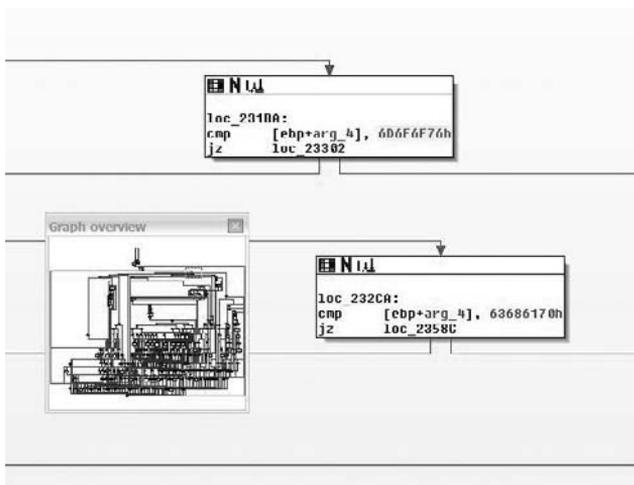 loc_231DA:
cmp [ebp+arg_4], 6D6F6F76h
jz loc_23302
Graph overview
loc_232CA:
cmp [ebp+arg_4], 63686170h
jz loc_2358C